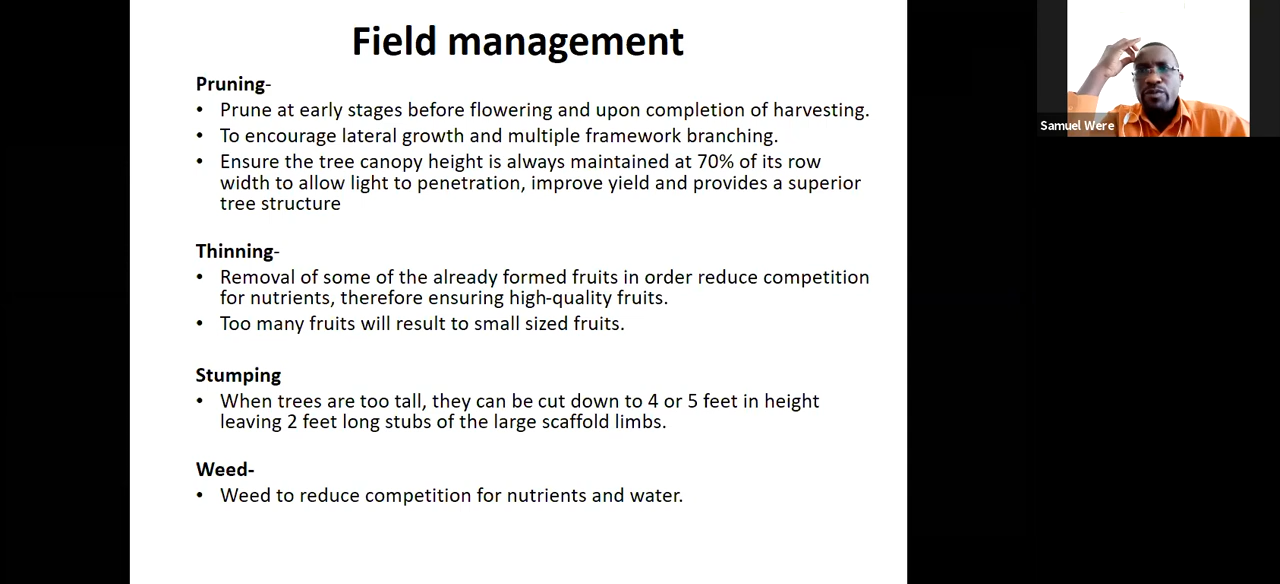 Field management
Pruning-
• Prune at early stages before flowering and upon completion of harvesting.
• To encourage lateral growth and multiple framework branching.
• Ensure the tree canopy height is always maintained at 70% of its row
width to allow light to penetration, improve yield and provides a superior
tree structure
Thinning-
• Removal of some of the already formed fruits in order reduce competition
for nutrients, therefore ensuring high-quality fruits.
• Too many fruits will result to small sized fruits.
Stumping
• When trees are too tall, they can be cut down to 4 or 5 feet in height
leaving 2 feet long stubs of the large scaffold limbs.
Weed-
• Weed to reduce competition for nutrients and water.
Samuel Were